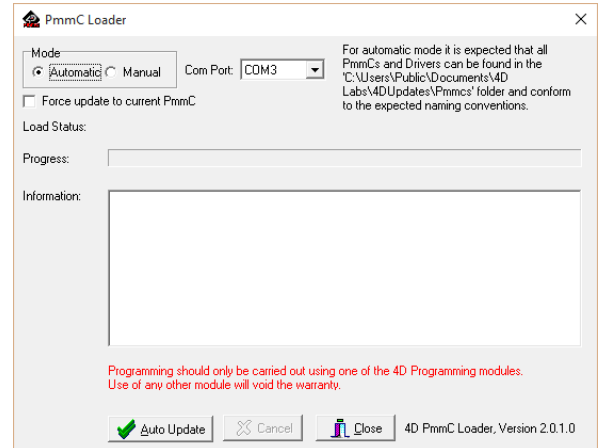 PmmC Loader
Mode
Automatic Manual Com Port: COM3
For automatic mode it is expected that all
PmmCs and Drivers can be found in the
'C:\Users\Public\Documents\4D
Labs\4DUpdates\Pmmcs' folder and conform
to the expected naming conventions.
Force update to current PmmC
Load Status:
Progress:
Information:
Programming should only be carried out using one of the 4D Programming modules.
Use of any other module will void the warranty.
Auto Update Cancel Close 4D PmmC Loader, Version 2.0.1.0